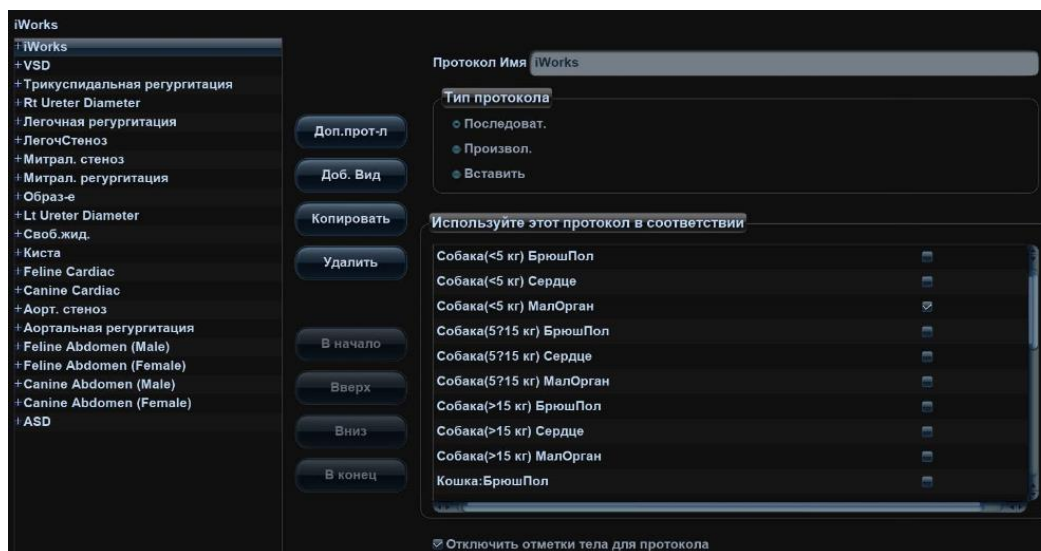 iWorks
+iWorks
+VSD
+Трикуспидальная регургитация
+Rt Ureter Diameter
+Легочная регургитация
+ЛегочСтеноз
+Митрал. стеноз
+Митрал. регургитация
+Образ-е
+Lt Ureter Diameter
+Своб.жид.
+Киста
+Feline Cardiac
+Canine Cardiac
+Аорт. стеноз
+Аортальная регургитация
+Feline Abdomen (Male)
+Feline Abdomen (Female)
+Canine Abdomen (Male)
+Canine Abdomen (Female)
+ASD
Доп.прот-л
Доб. Вид
Копировать
Удалить
В начало
Вверх
Вниз
В конец
Протокол Имя iWorks
Тип протокола
Последоват.
Произвол.
Вставить
Используйте этот протокол в соответствии
Собака(<5 кг) БрюшПол
Собака(<5 кг) Сердце
Собака(<5 кг) МалОрган
Собака(5?15 кг) БрюшПол
Собака(5?15 кг) Сердце
Собака(5?15 кг) МалОрган
Собака(>15 кг) БрюшПол
Собака(>15 кг) Сердце
Собака(>15 кг) МалОрган
Кошка:БрюшПол
Отключить отметки тела для протокола